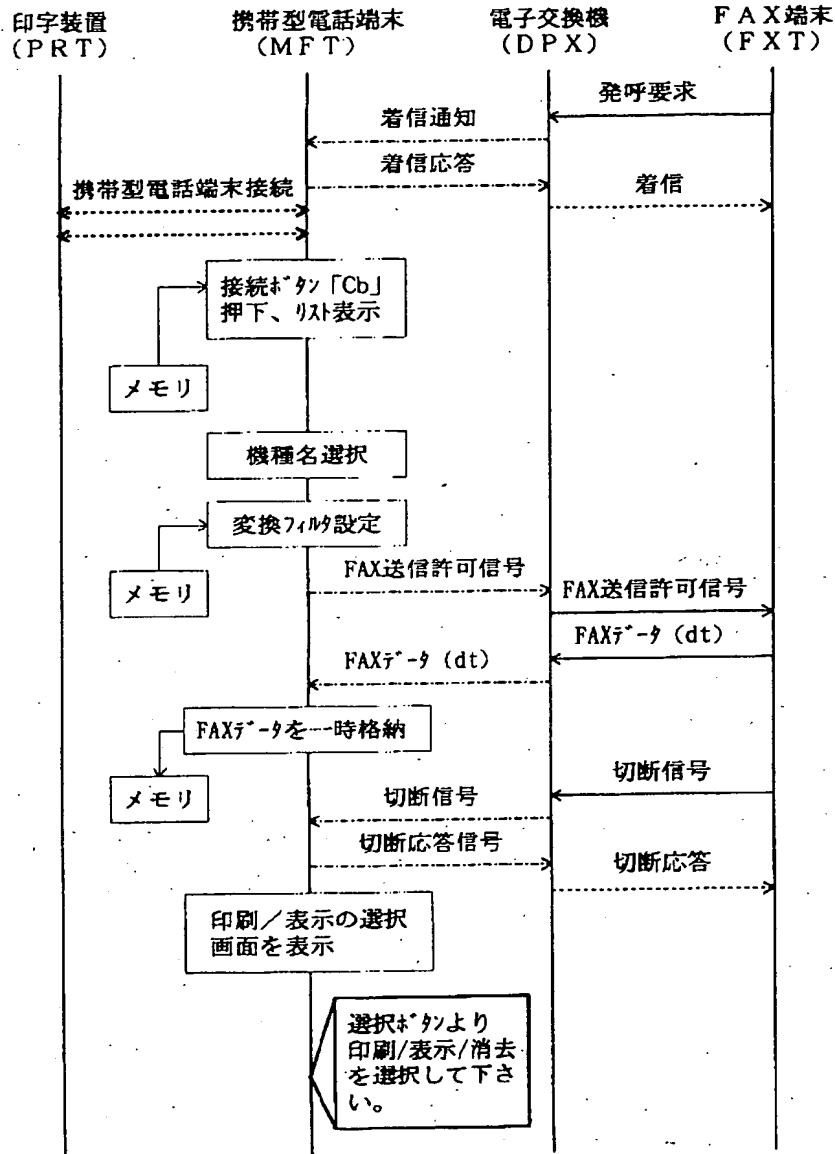 印字装置
(PRT)
携帯型電話端末
(MFT)
電子交換機
(DPX)
FAX端末
(FXT)
発呼要求
着信通知
着信応答
着信
携帯型電話端末接続
接続ボタン「Cb」
押下、リスト表示
メモリ
機種名選択
変換フィルタ設定
メモリ
FAX送信許可信号
FAX送信許可信号
FAXデータ(dt)
FAXデータ(dt)
FAXデータを一時格納
メモリ
切断信号
切断信号
切断応答信号
切断応答
印刷/表示の選択
画面を表示
選択ボタンより
印刷/表示/消去
を選択して下さ
い。